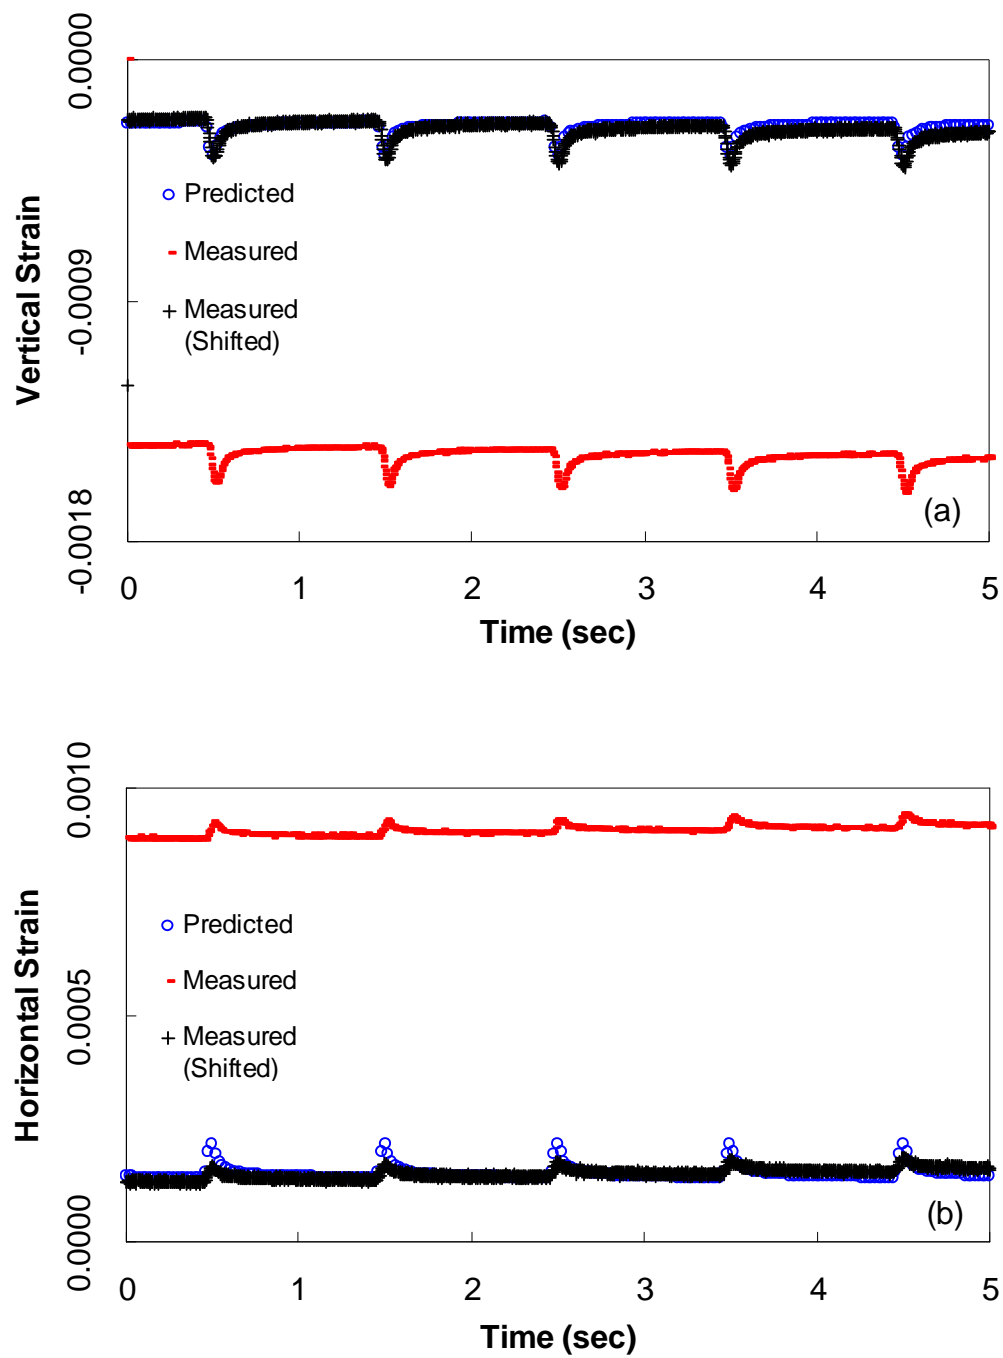 0.0000
-0.0009
-0.0018
Vertical Strain
Predicted
Measured
Measured
(Shifted)
(a)
0 1 2 3 4 5
Time (sec)
0.0010
0.0005
0.0000
Horizontal Strain
Predicted
Measured
Measured
(Shifted)
(b)
0 1 2 3 4 5
Time (sec)